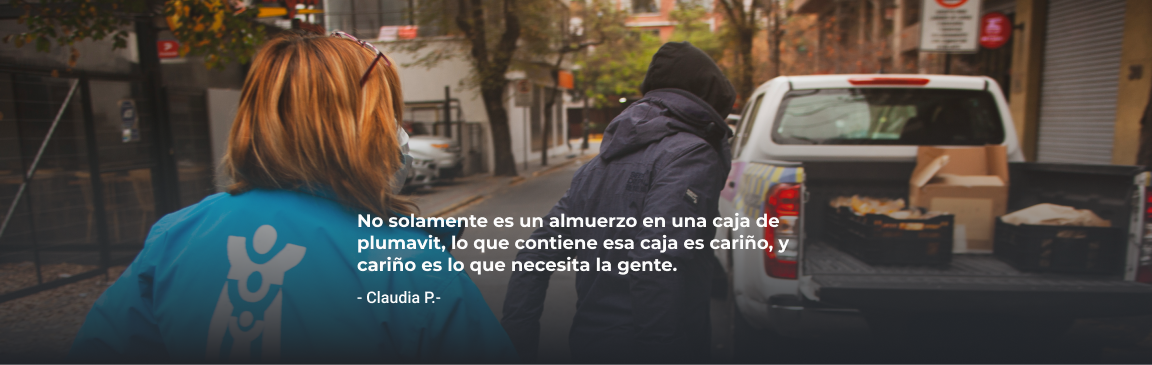 No solamente es un almuerzo en una caja de
plumavit, lo que contiene esa caja es cariño, y
cariño es lo que necesita la gente.
- Claudia P.-